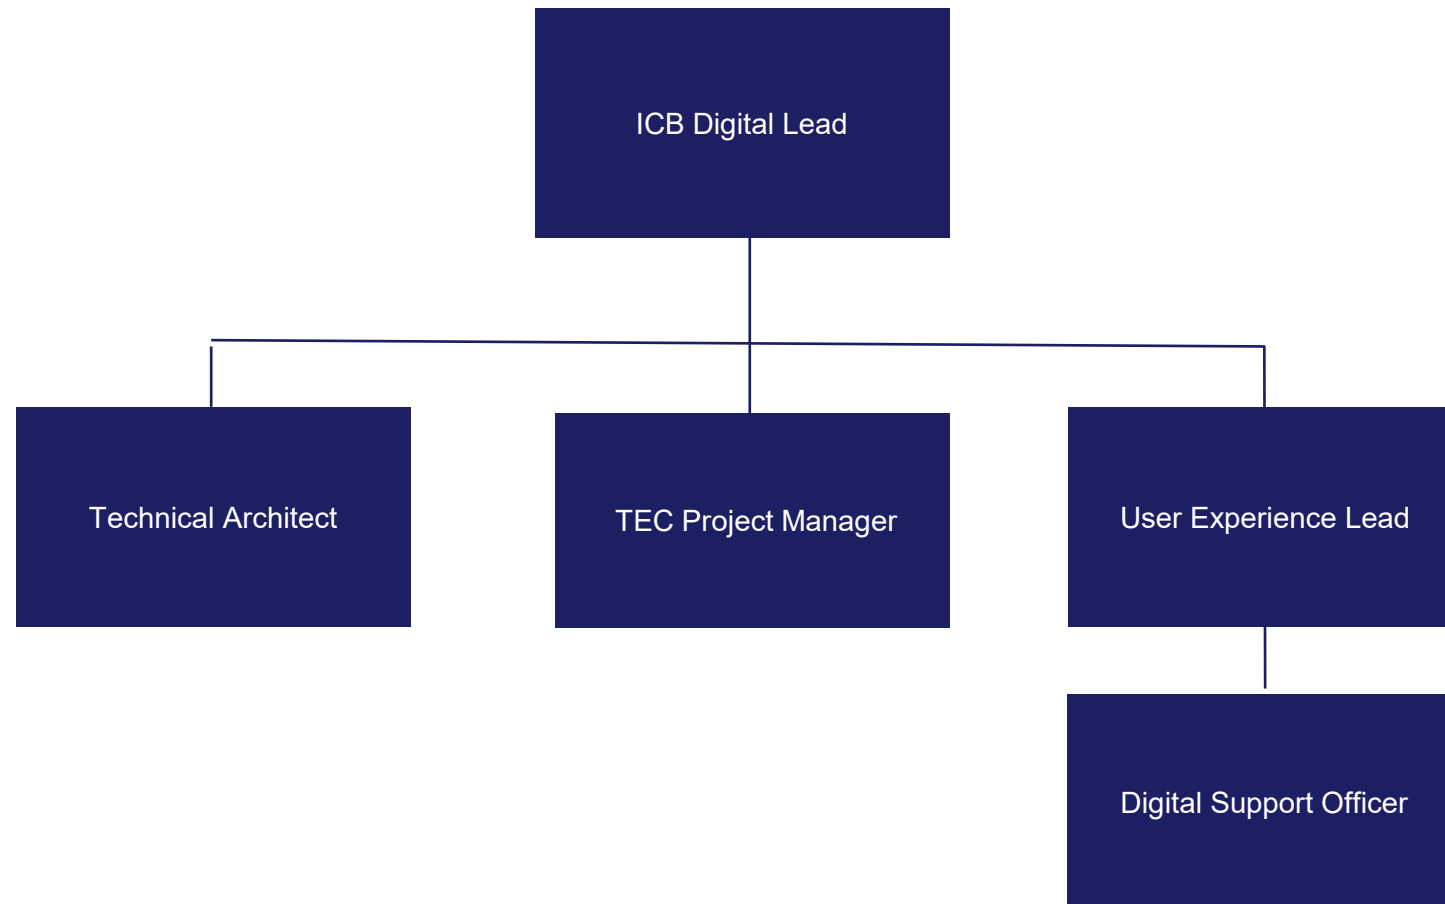 ICB Digital Lead
Technical Architect
TEC Project Manager
User Experience Lead
Digital Support Officer